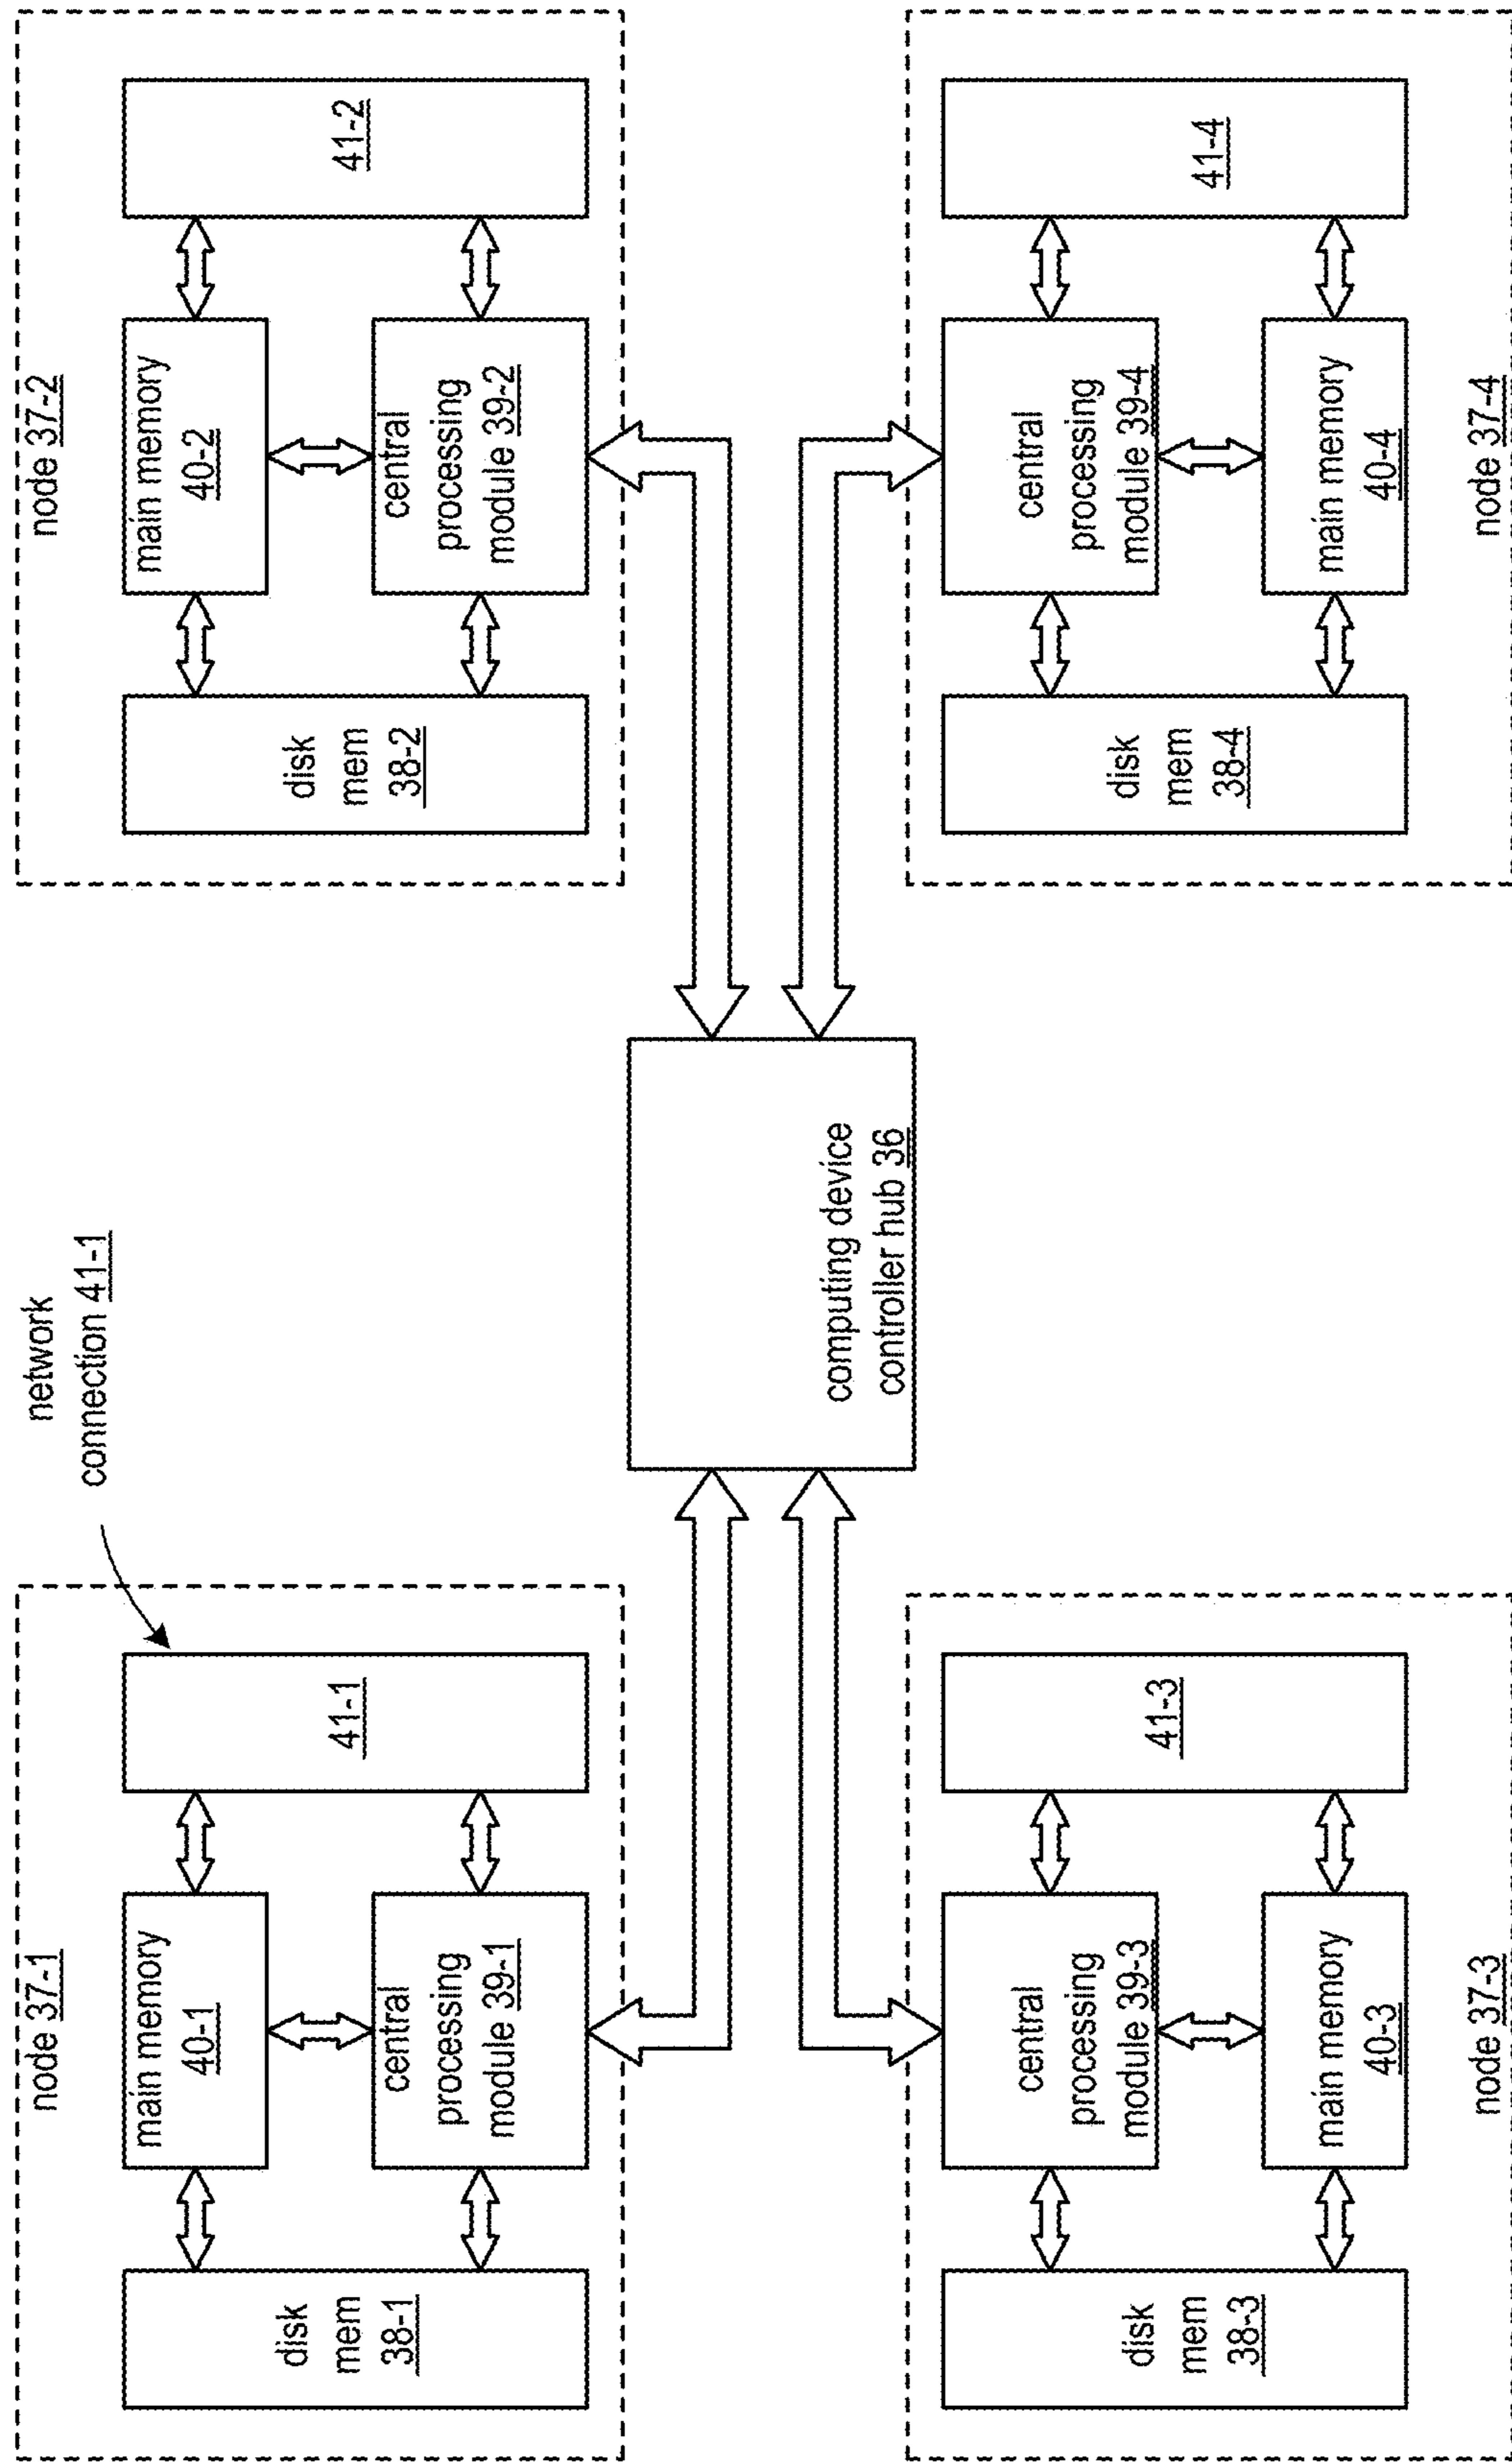 node 37-1
main memory
40-1
disk
mem
38-1
central
processing
module 39-1
41-1
network
connection 41-1
node 37-2
main memory
40-2
disk
mem
38-2
central
processing
module 39-2
41-2
computing device
controller hub 36
disk
mem
38-3
central
processing
module 39-3
main memory
40-3
41-3
node 37-3
disk
mem
38-4
central
processing
module 39-4
main memory
40-4
41-4
node 37-4